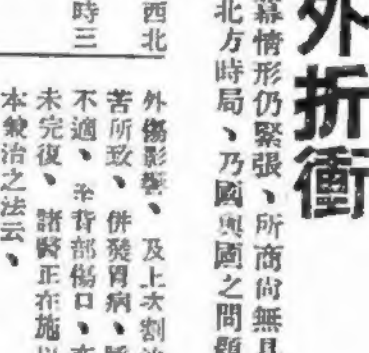 外折衝
幕情形仍緊張、所商尚無具
北方時局、乃國與國之問題
西北
時三
外傷影響、及上次割治
苦所致、併發胃病、
不適、至背部傷口、
未完復、諸醫正在施以
本兼治之法云、